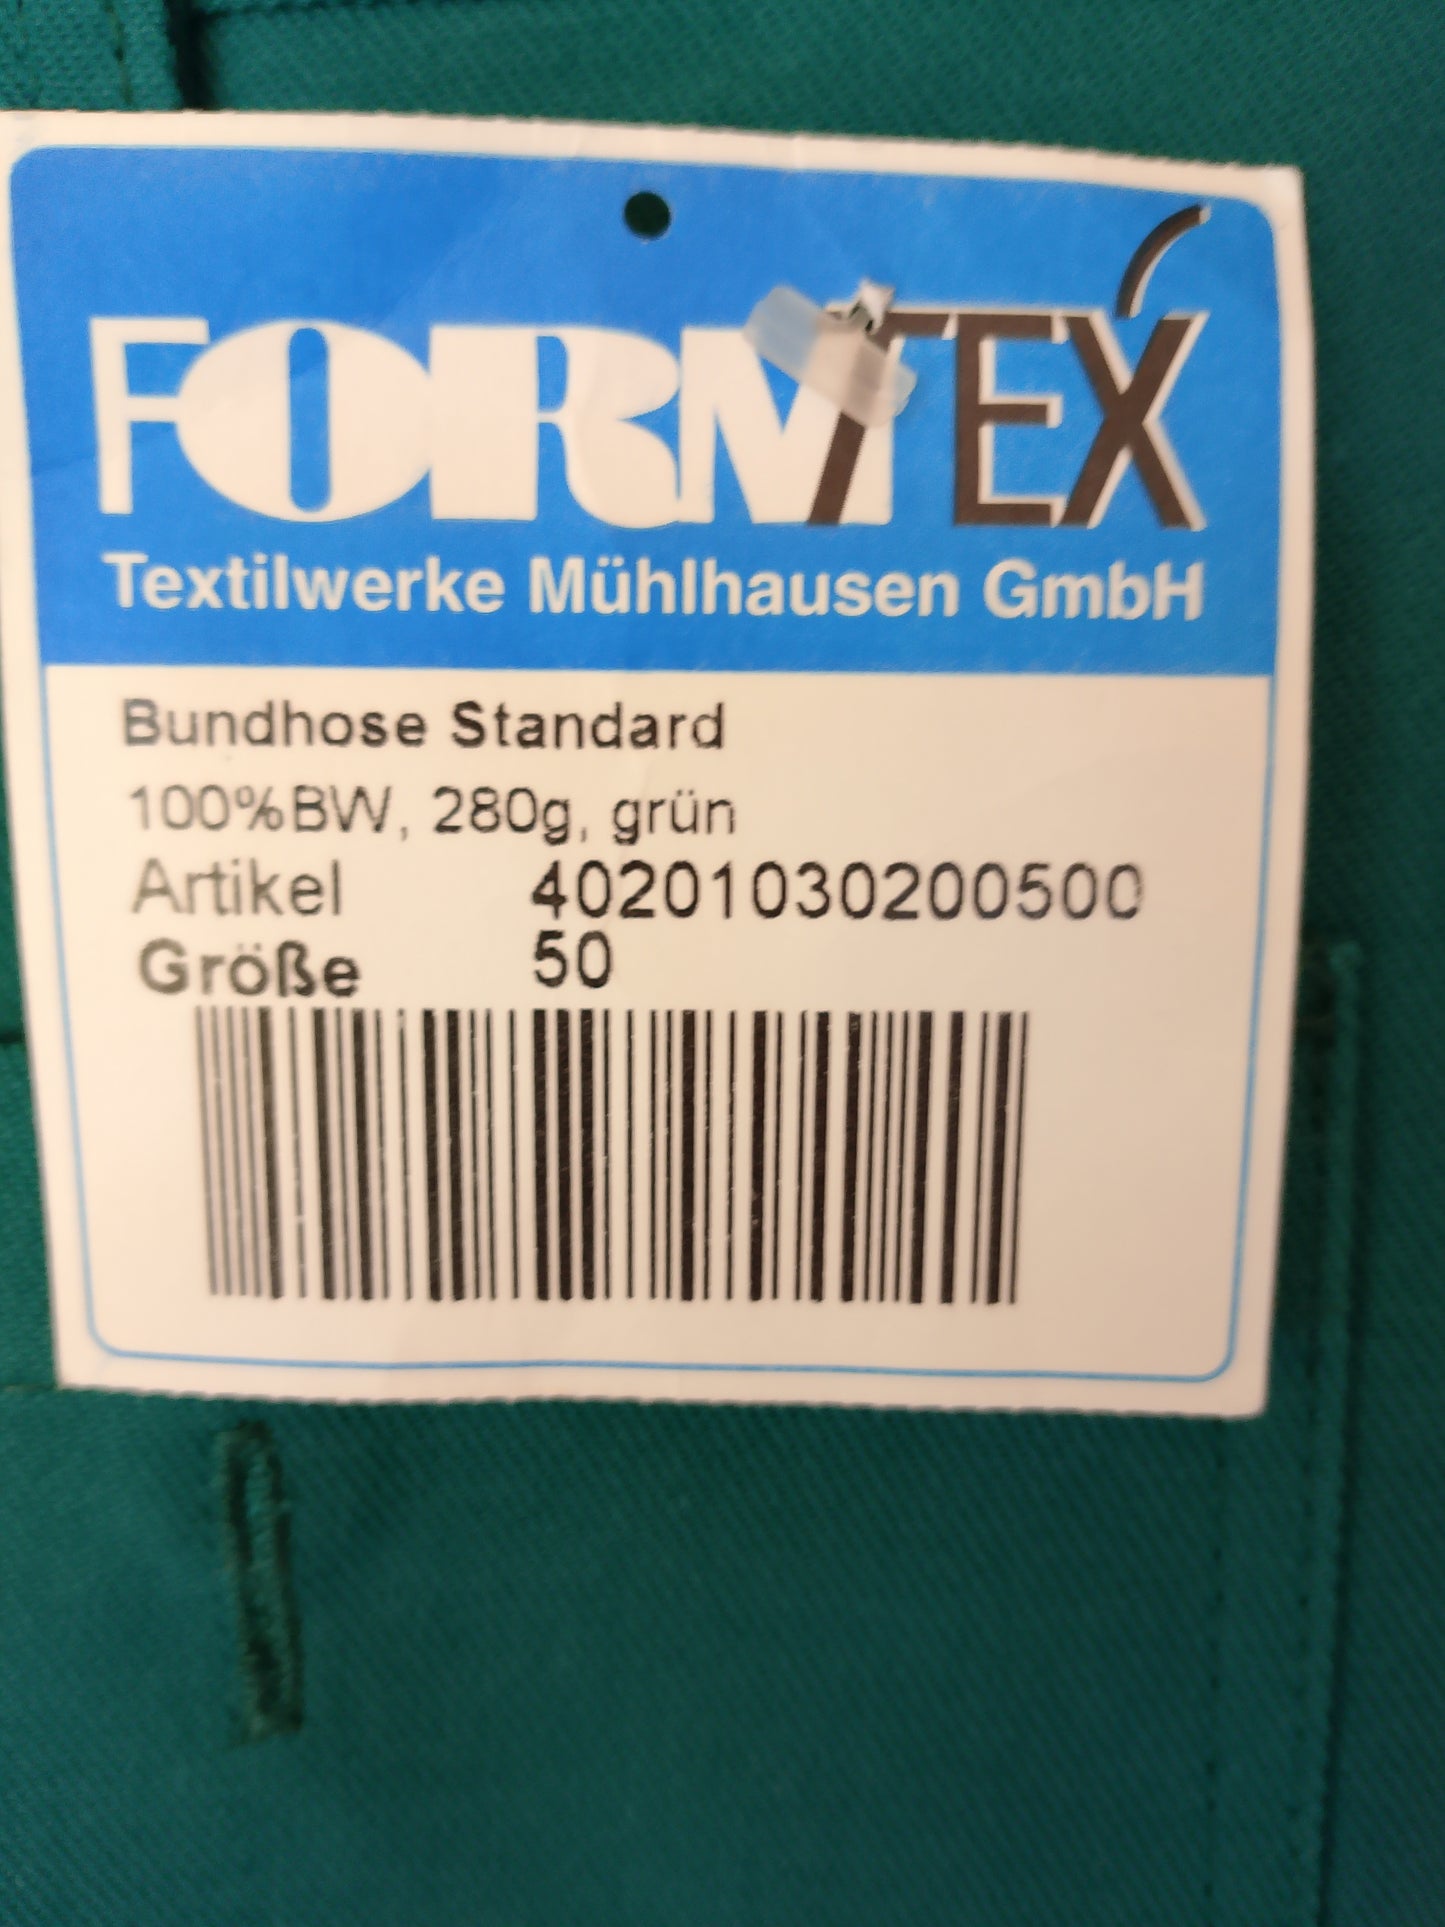 FORMTEX
Textilwerke Mühlhausen GmbH
Bundhose Standard
100%BW, 280g, grün
Artikel 40201030200500
Größe 50